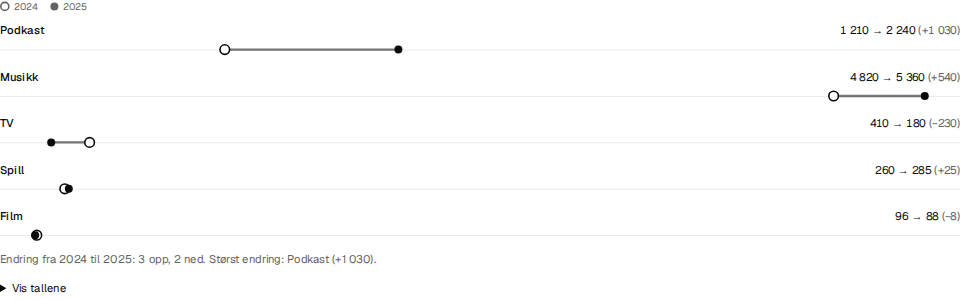 2024 2025
Podkast 1 210 → 2 240 (+1 030)
Musikk 4 820 → 5 360 (+540)
TV 410 → 180 (−230)
Spill 260 → 285 (+25)
Film 96 → 88 (−8)
Endring fra 2024 til 2025: 3 opp, 2 ned. Størst endring: Podkast (+1 030).
Vis tallene